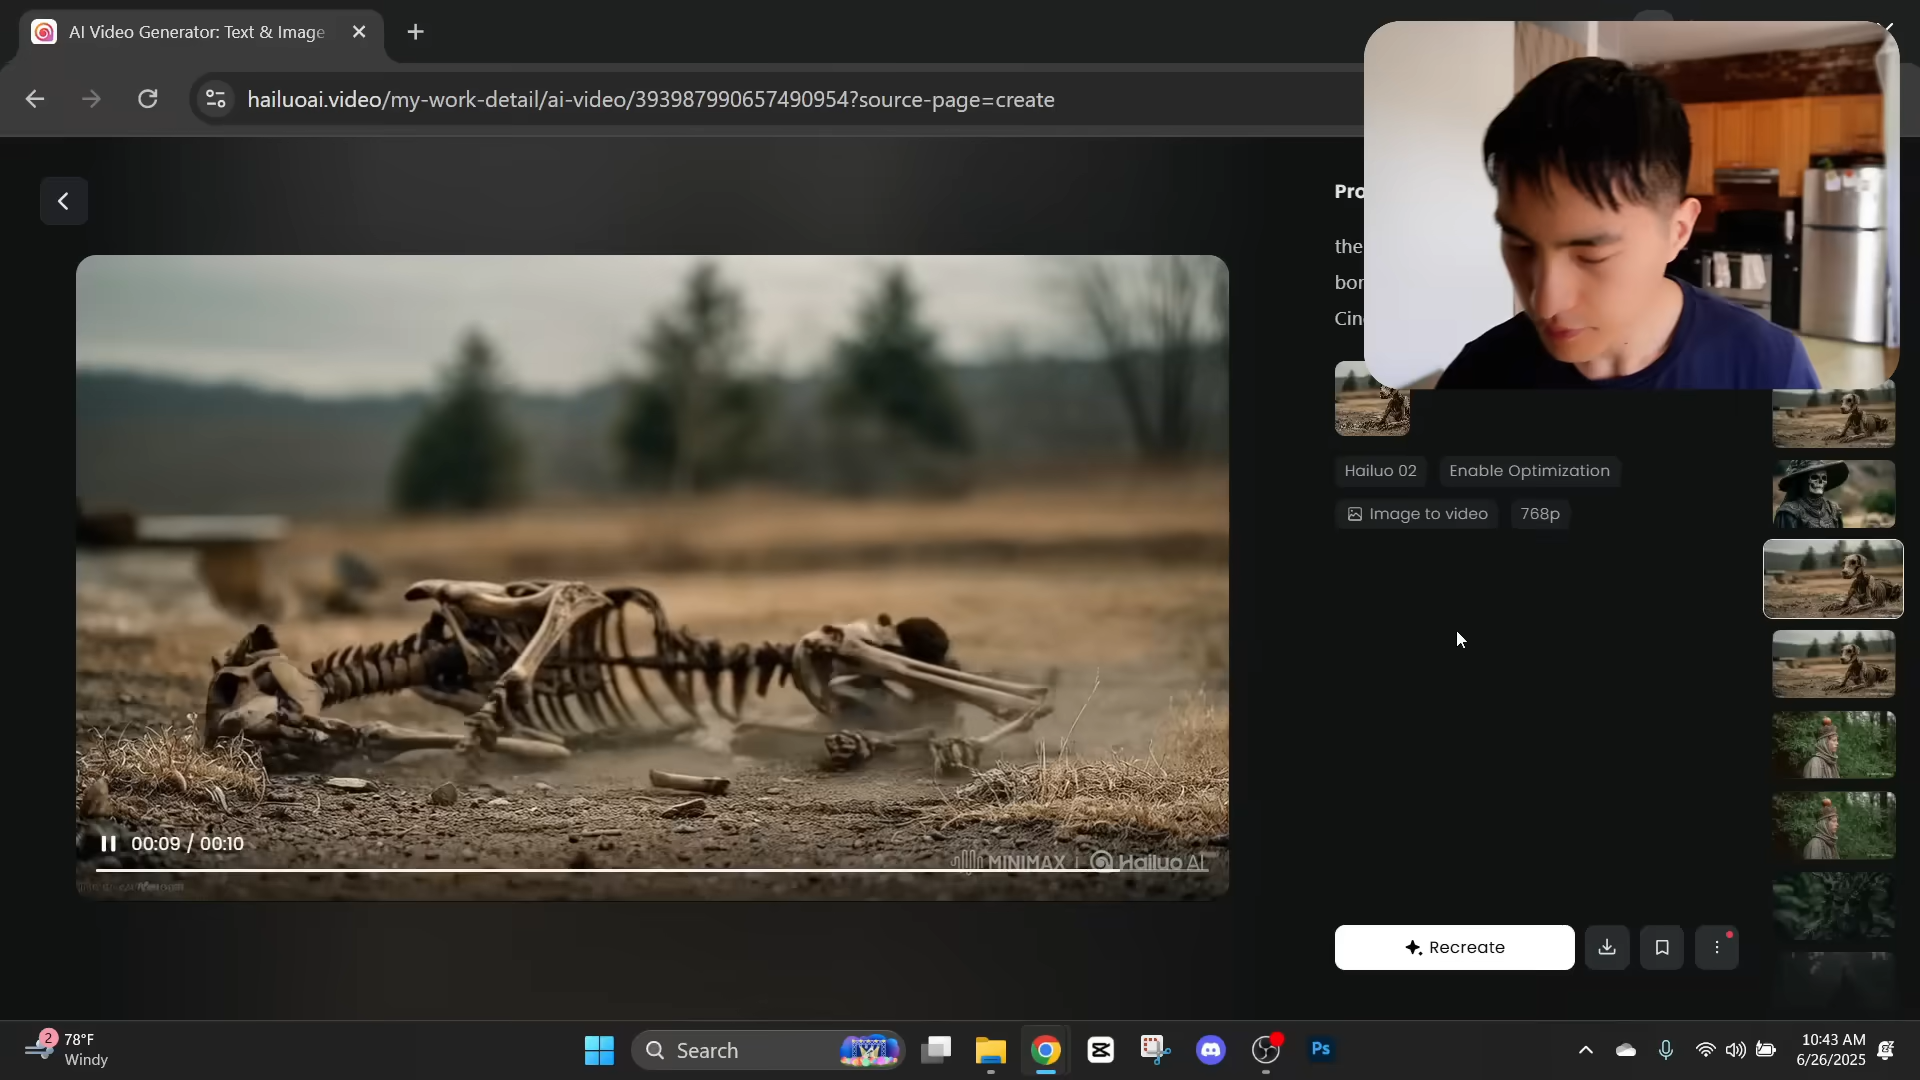 AI Video Generator: Text & Image
hailuoai.video/my-work-detail/ai-video/393987990657490954?source-page=create
Pro
the
bor
Cin
Hailuo 02
Enable Optimization
Image to video
768p
00:09 / 00:10
MINIMAX | Hailuo AI
Recreate
2
78°F
Windy
Search
Ps
10:43 AM
6/26/2025